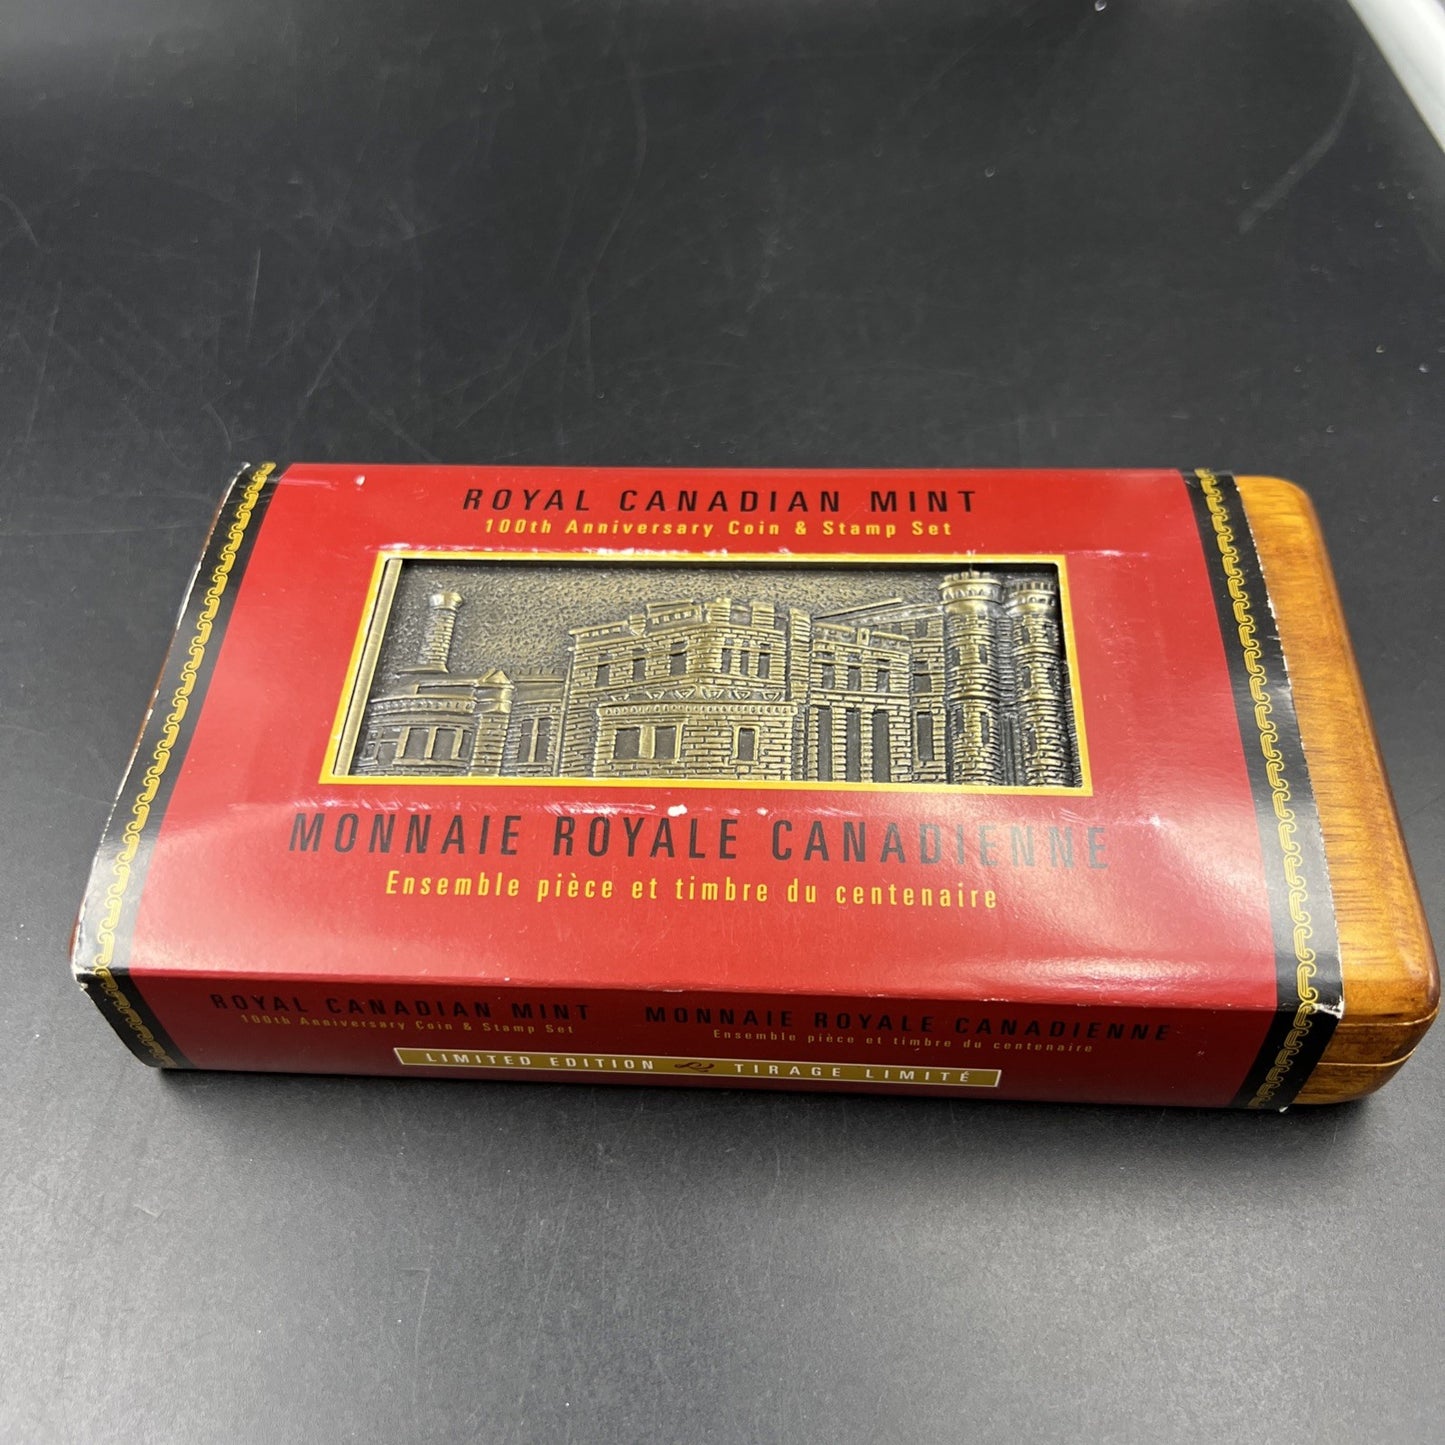 ROYAL CANADIAN MINT
100th Anniversary Coin & Stamp Set
MONNAIE ROYALE CANADIENNE
Ensemble pièce et timbre du centenaire
ROYAL CANADIAN MINT
100th Anniversary Coin & Stamp Set
MONNAIE ROYALE CANADIENNE
Ensemble pièce et timbre du centenaire
LIMITED EDITION TIRAGE LIMITÉ